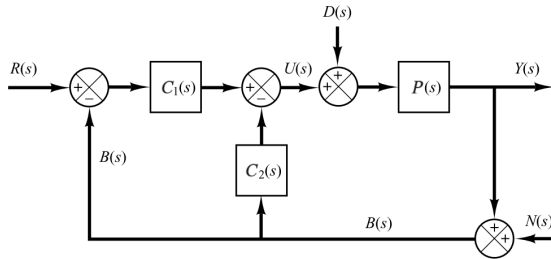 D(s)
R(s)
+
−
C₁(s)
+
−
U(s)
+
+
P(s)
Y(s)
B(s)
C₂(s)
B(s)
+
+
N(s)